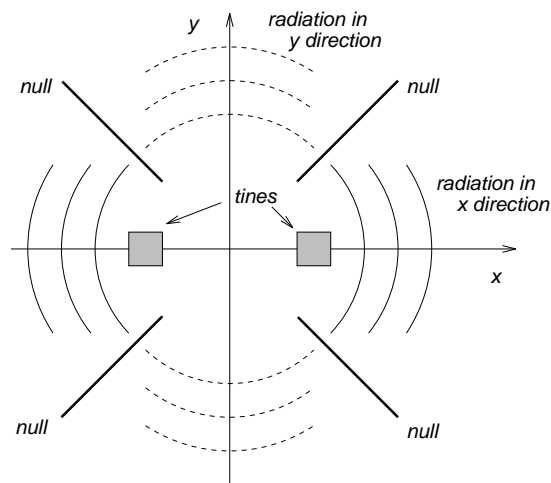 y
radiation in
y direction
null
null
radiation in
x direction
tines
x
null
null